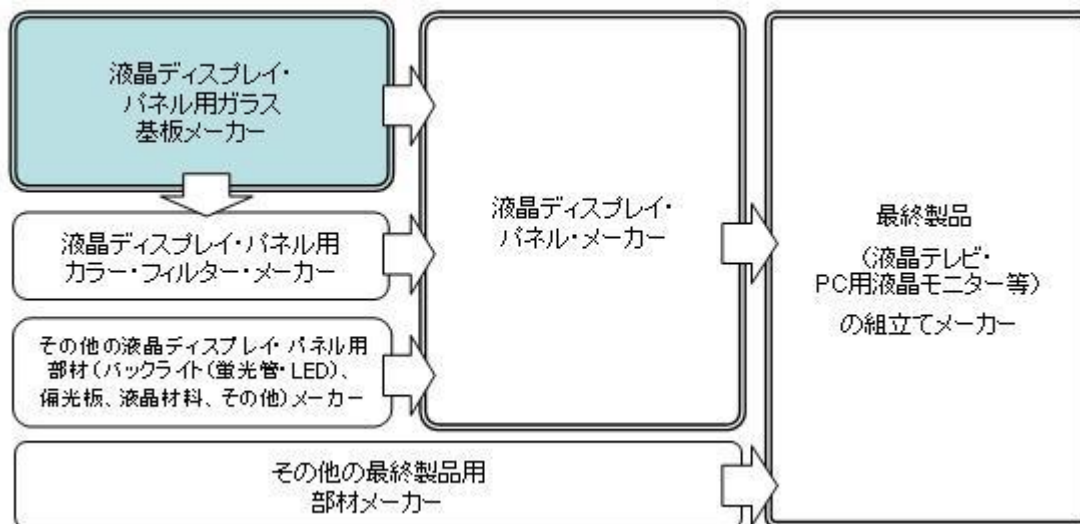 液晶ディスプレイ・
パネル用ガラス
基板メーカー
液晶ディスプレイ・パネル用
カラー・フィルター・メーカー
その他の液晶ディスプレイ・パネル用
部材(バックライト(蛍光管・LED)、
偏光板、液晶材料、その他)メーカー
液晶ディスプレイ・
パネル・メーカー
最終製品
(液晶テレビ・
PC用液晶モニター等)
の組立てメーカー
その他の最終製品用
部材メーカー